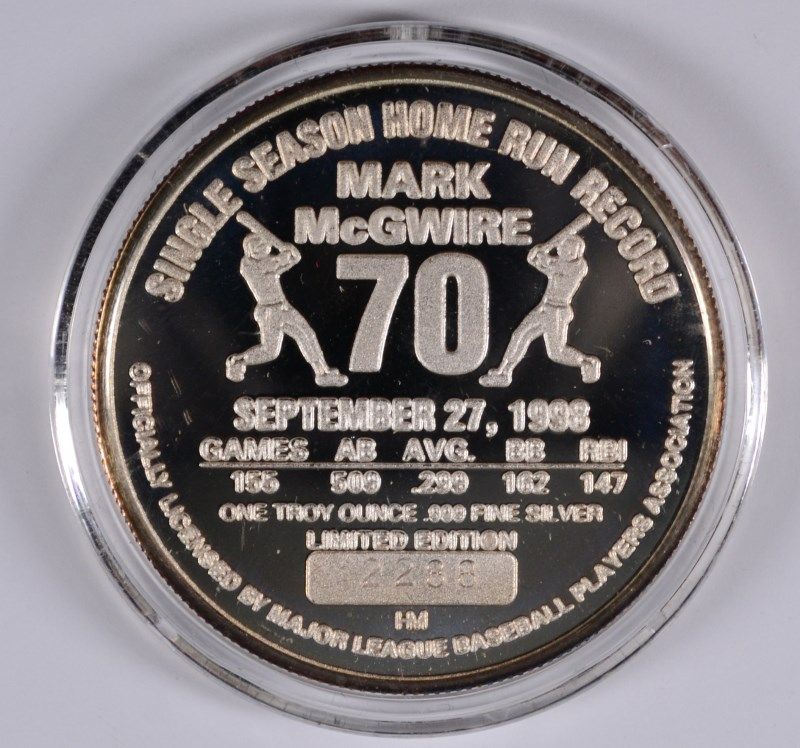 SINGLE SEASON HOME RUN RECORD
MARK
McGWIRE
70
SEPTEMBER 27, 1998
GAMES AB AVG. BB RBI
155 509 .299 162 147
ONE TROY OUNCE .999 FINE SILVER
LIMITED EDITION
2288
HM
OFFICIALLY LICENSED BY MAJOR LEAGUE BASEBALL PLAYERS ASSOCIATION